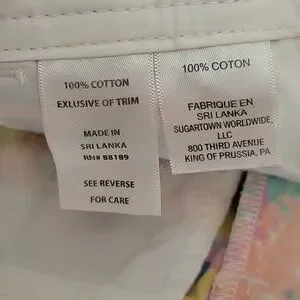 100% COTTON
EXCLUSIVE OF TRIM
MADE IN
SRI LANKA
RN# 88189
SEE REVERSE
FOR CARE
100% COTON
FABRIQUE EN
SRI LANKA
SUGARTOWN WORLDWIDE,
LLC
800 THIRD AVENUE
KING OF PRUSSIA, PA